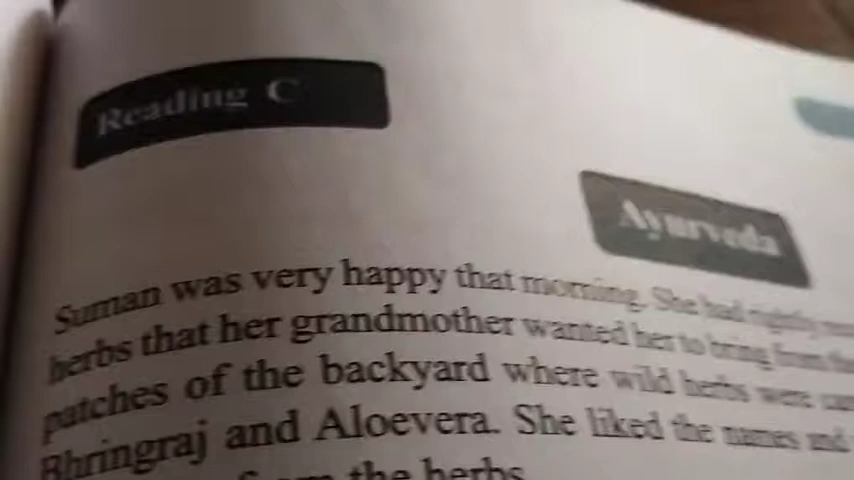 Reading C
Ayurveda
Suman was very happy that morning. She had rightly
herbs that her grandmother wanted her to bring from the
patches of the backyard where wild herbs were
Bhringraj and Aloevera. She liked the names and
from the herbs